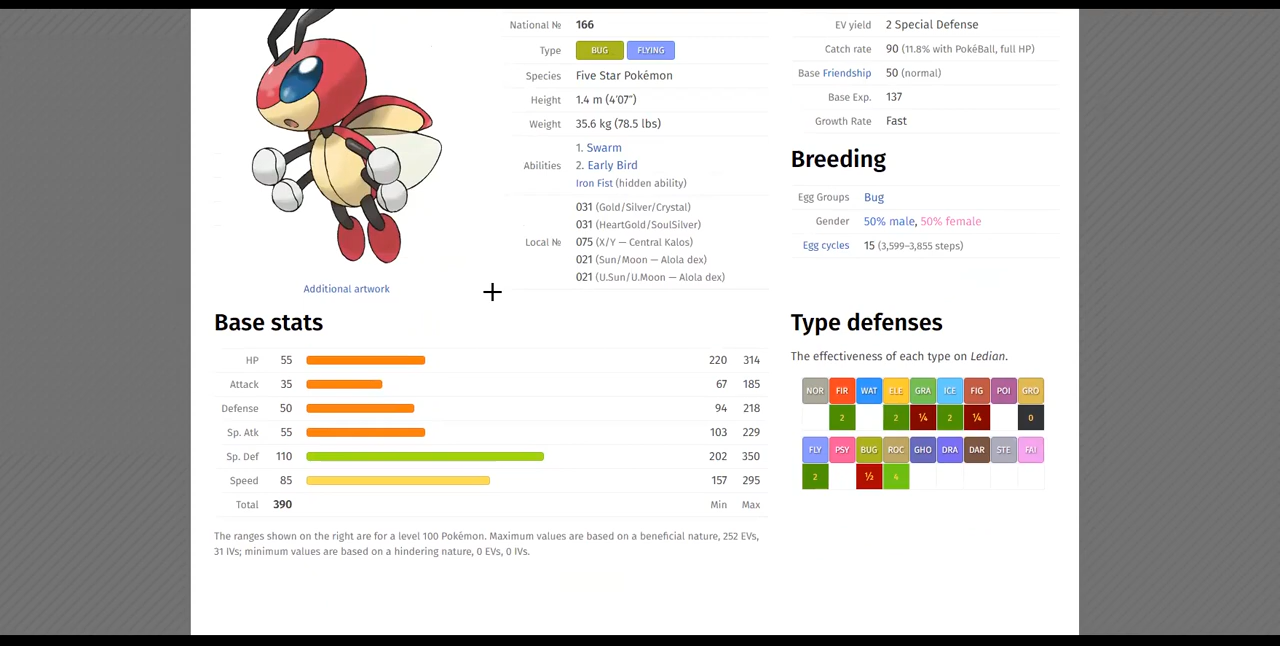 National № 166
Type BUG FLYING
Species Five Star Pokémon
Height 1.4 m (4′07″)
Weight 35.6 kg (78.5 lbs)
Abilities
1. Swarm
2. Early Bird
Iron Fist (hidden ability)
Local №
031 (Gold/Silver/Crystal)
031 (HeartGold/SoulSilver)
075 (X/Y — Central Kalos)
021 (Sun/Moon — Alola dex)
021 (U.Sun/U.Moon — Alola dex)
Additional artwork
EV yield 2 Special Defense
Catch rate 90 (11.8% with PokéBall, full HP)
Base Friendship 50 (normal)
Base Exp. 137
Growth Rate Fast
Breeding
Egg Groups Bug
Gender 50% male, 50% female
Egg cycles 15 (3,599–3,855 steps)
Base stats
HP 55 220 314
Attack 35 67 185
Defense 50 94 218
Sp. Atk 55 103 229
Sp. Def 110 202 350
Speed 85 157 295
Total 390 Min Max
The ranges shown on the right are for a level 100 Pokémon. Maximum values are based on a beneficial nature, 252 EVs,
31 IVs; minimum values are based on a hindering nature, 0 EVs, 0 IVs.
Type defenses
The effectiveness of each type on Ledian.
NOR FIR WAT ELE GRA ICE FIG POI GRO
2 2 ¼ 2 ¼ 0
FLY PSY BUG ROC GHO DRA DAR STE FAI
2 ½ 4